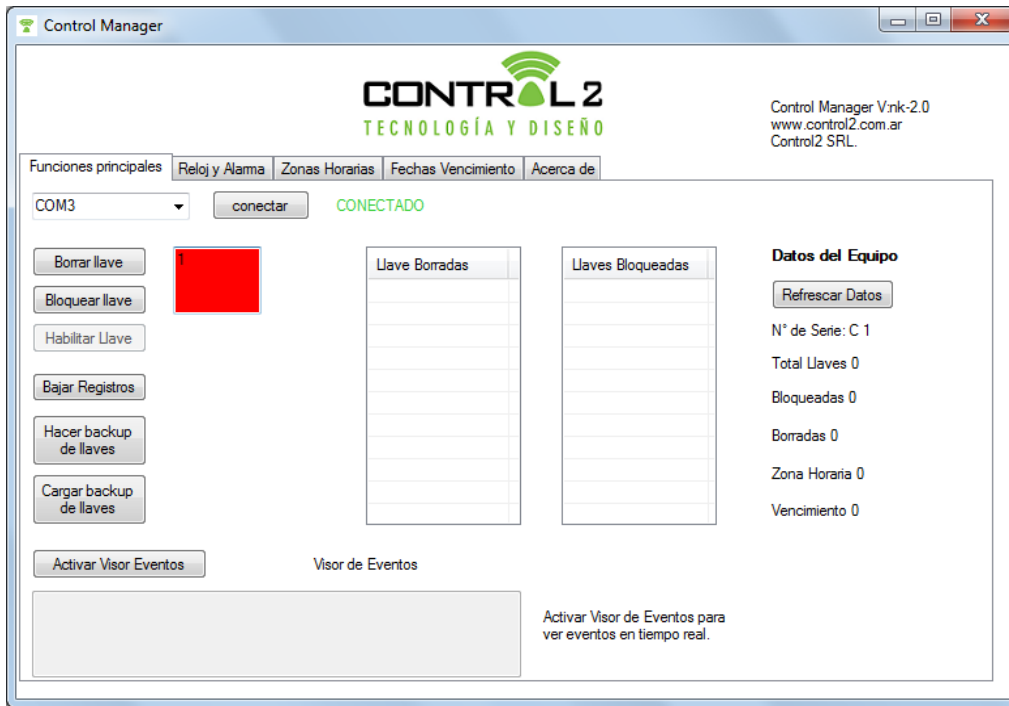 Control Manager
CONTROL 2
TECNOLOGÍA Y DISEÑO
Control Manager V:nk-2.0
www.control2.com.ar
Control2 SRL.
Funciones principales
Reloj y Alarma
Zonas Horarias
Fechas Vencimiento
Acerca de
COM3
conectar
CONECTADO
Borrar llave
1
Bloquear llave
Habilitar Llave
Bajar Registros
Hacer backup
de llaves
Cargar backup
de llaves
Llave Borradas
Llaves Bloqueadas
Datos del Equipo
Refrescar Datos
N° de Serie: C 1
Total Llaves 0
Bloqueadas 0
Borradas 0
Zona Horaria 0
Vencimiento 0
Activar Visor Eventos
Visor de Eventos
Activar Visor de Eventos para
ver eventos en tiempo real.